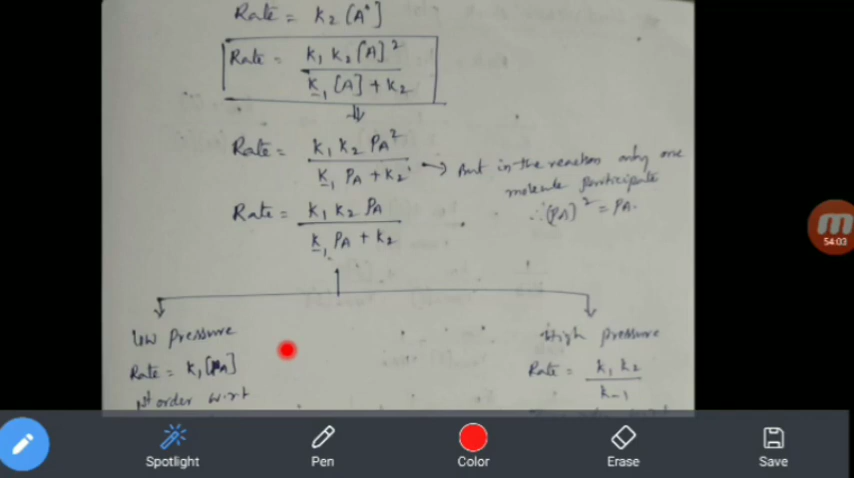 Rate = K₂ [A*]
Rate = K₁ K₂ [A]² / K₋₁ [A] + K₂
Rate = K₁ K₂ PA² / K₋₁ PA + K₂ → But in the reaction only one
molecule participate
∴ (PA)² = PA.
Rate = K₁ K₂ PA / K₋₁ PA + K₂
low pressure
High pressure
Rate = K₁ [PA]
Rate = K₁ K₂ / K₋₁
1st order w.r.t
54:03
Spotlight
Pen
Color
Erase
Save